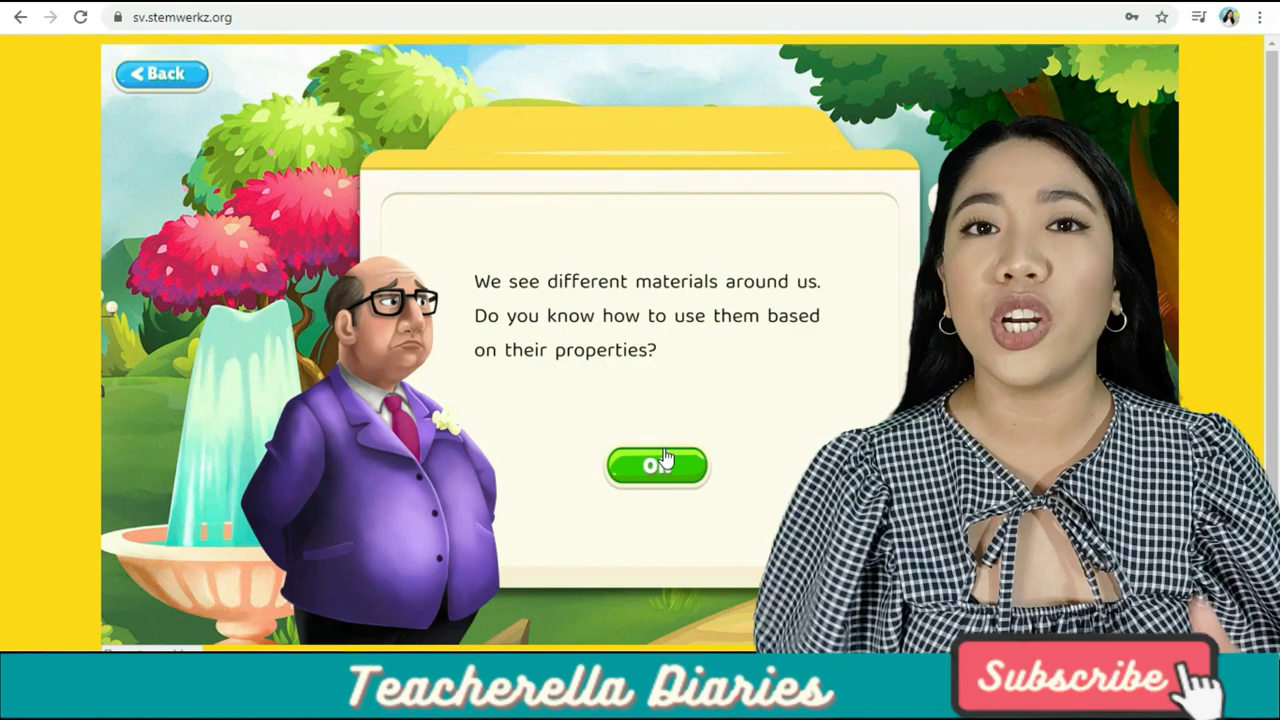 sv.stemwerkz.org
Back
We see different materials around us.
Do you know how to use them based
on their properties?
Teacherella Diaries
Subscribe